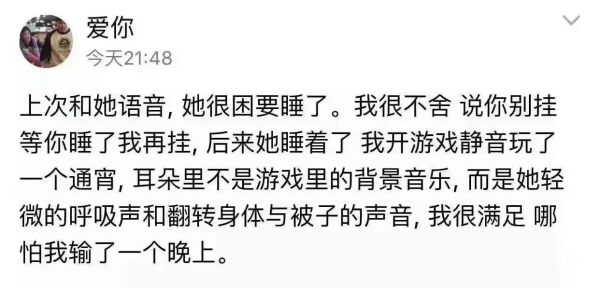 爱你
今天21:48
上次和她语音, 她很困要睡了。我很不舍 说你别挂
等你睡了我再挂, 后来她睡着了 我开游戏静音玩了
一个通宵, 耳朵里不是游戏里的背景音乐, 而是她轻
微的呼吸声和翻转身体与被子的声音, 我很满足 哪
怕我输了一个晚上。